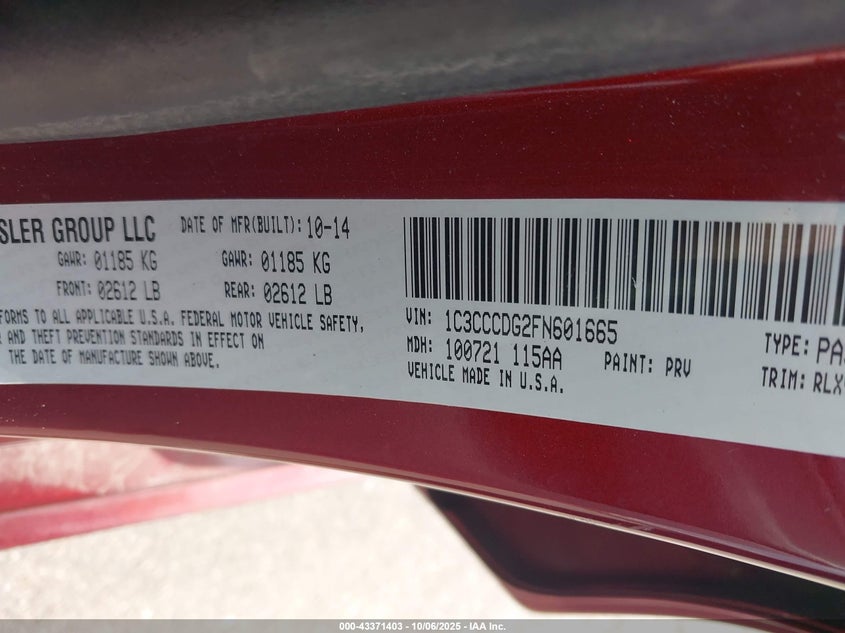 SLER GROUP LLC DATE OF MFR(BUILT): 10-14
GAWR: 01185 KG GAWR: 01185 KG
FRONT: 02612 LB REAR: 02612 LB
FORMS TO ALL APPLICABLE U.S.A. FEDERAL MOTOR VEHICLE SAFETY,
AND THEFT PREVENTION STANDARDS IN EFFECT ON
THE DATE OF MANUFACTURE SHOWN ABOVE.
VIN: 1C3CCCDG2FN601665 TYPE: PAS
MDH: 100721 115AA PAINT: PRV TRIM: RLX
VEHICLE MADE IN U.S.A.
000-43371403 - 10/06/2025 - IAA Inc.